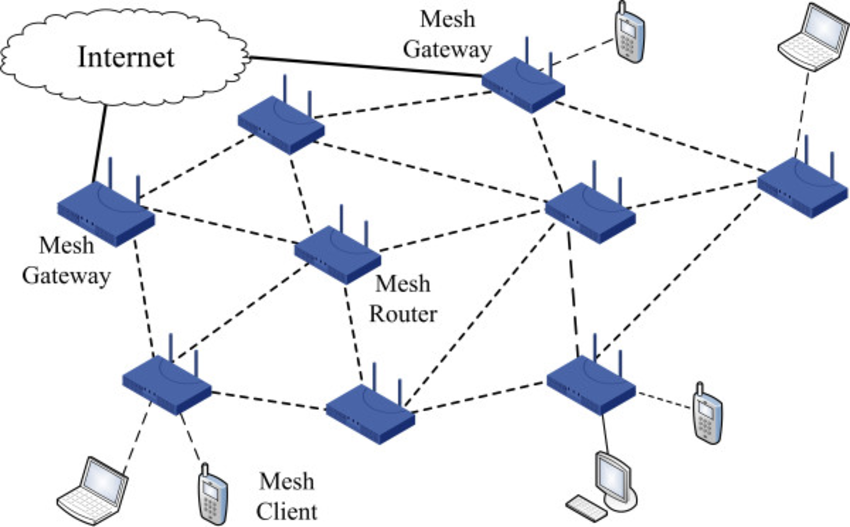 Mesh
Gateway
Internet
Mesh
Gateway
Mesh
Router
Mesh
Client